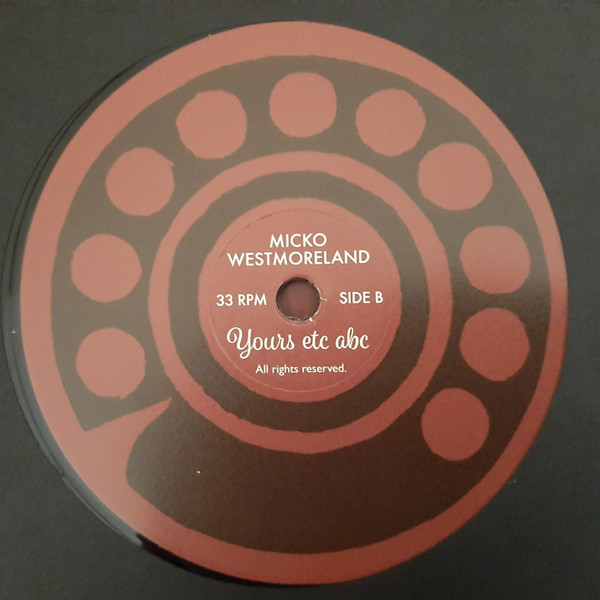 MICKO
WESTMORELAND
33 RPM SIDE B
Yours etc abc
All rights reserved.